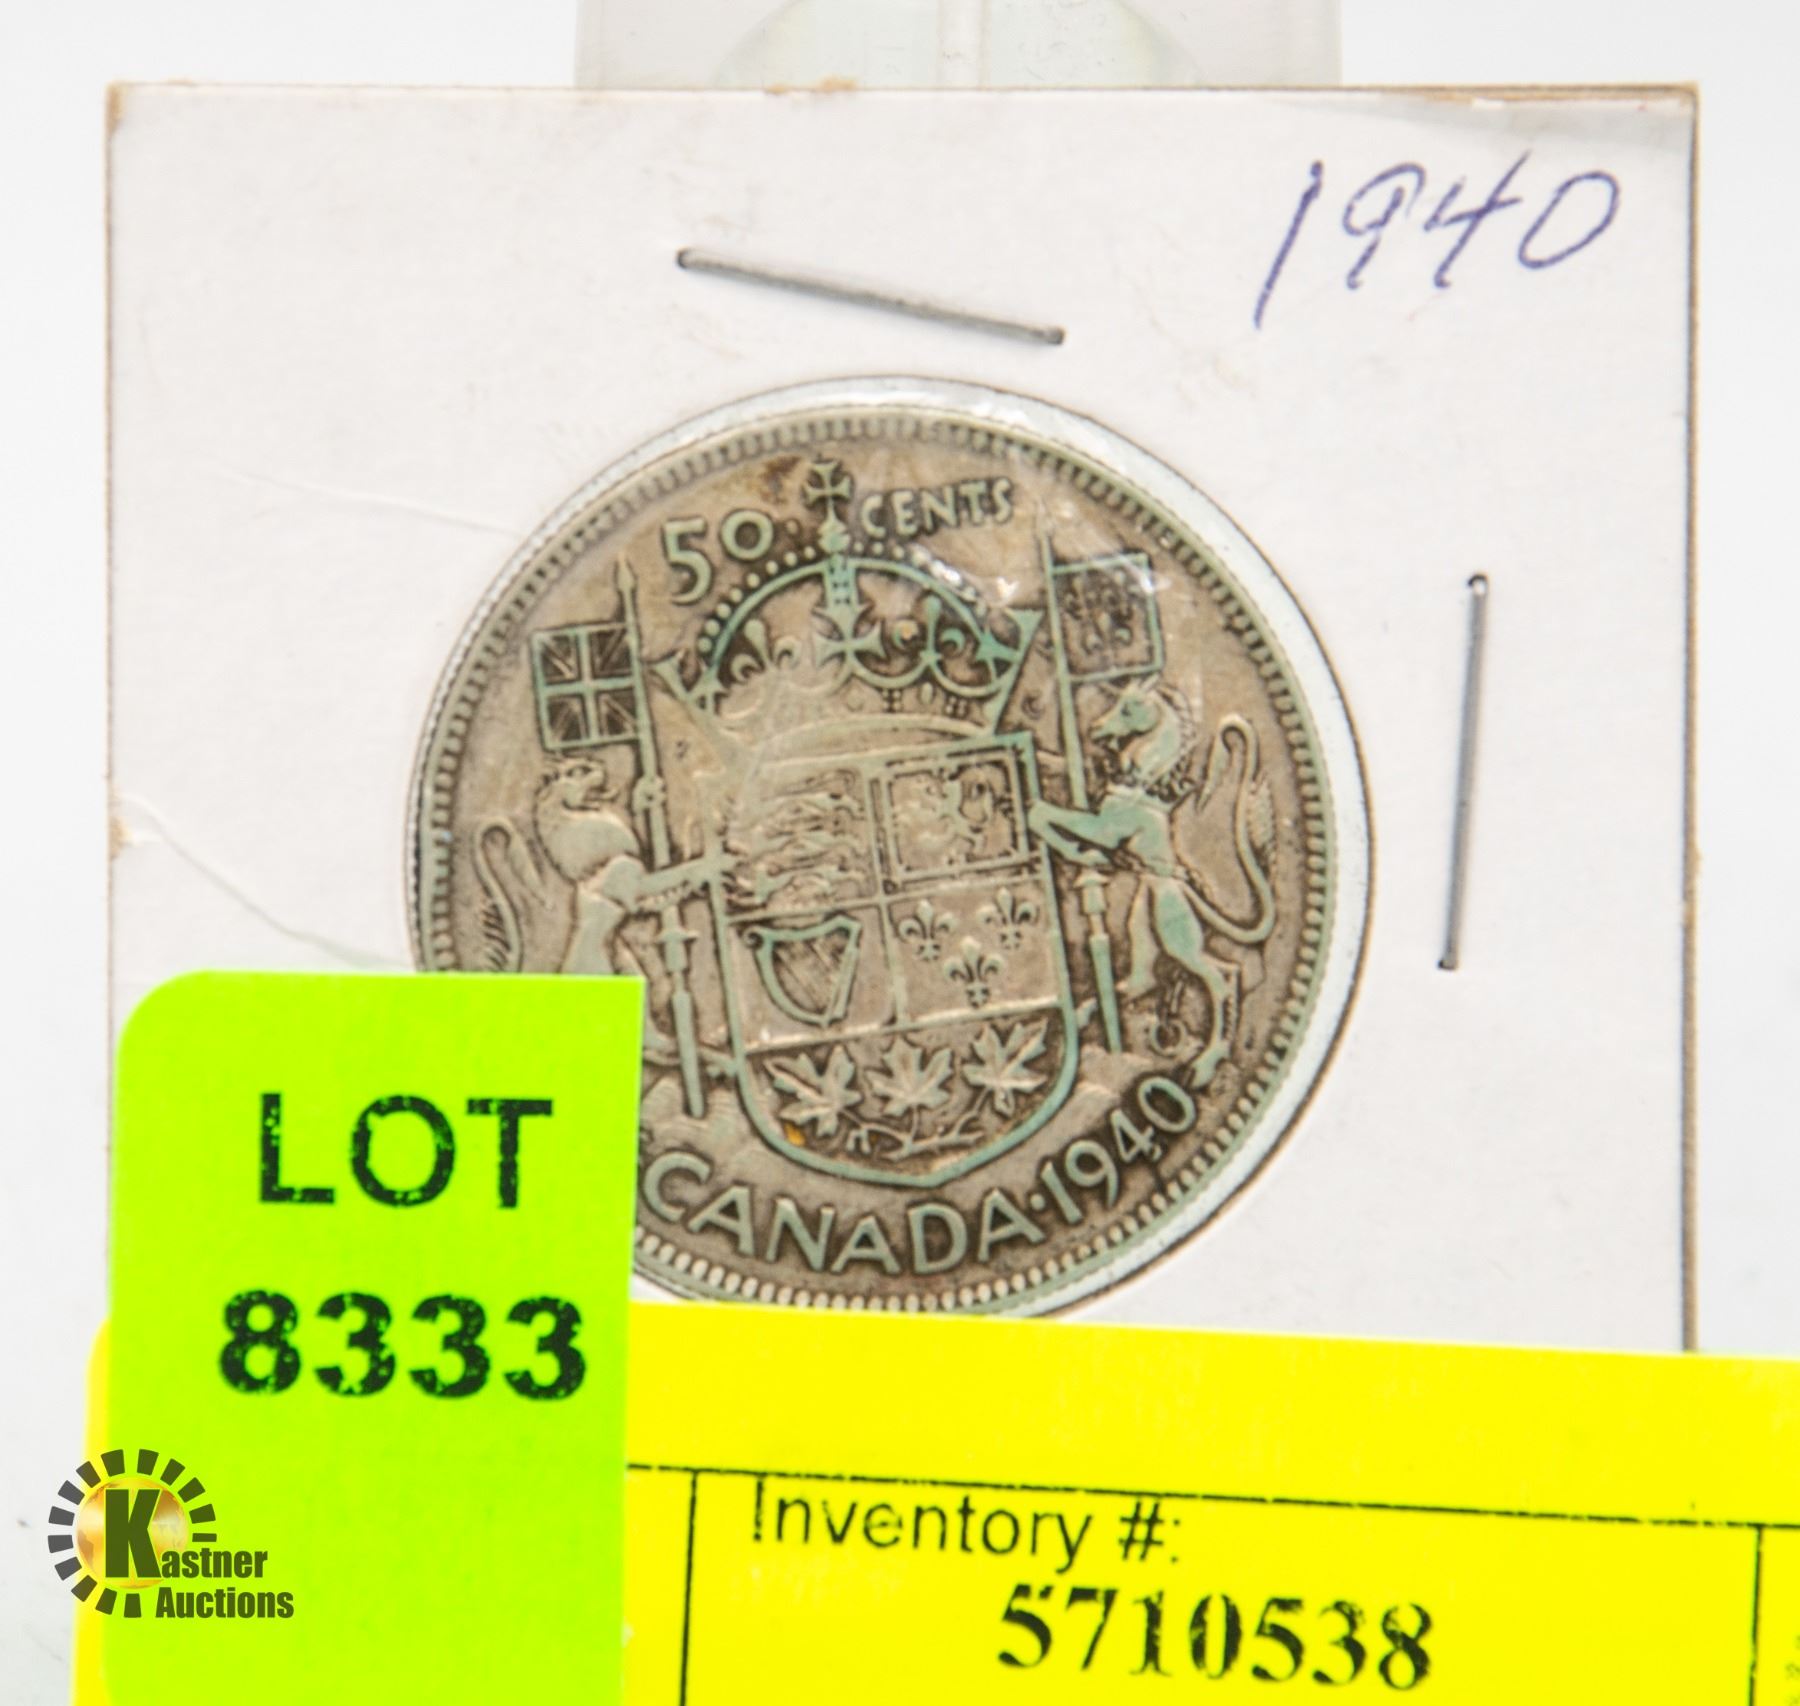 1940
50 CENTS
CANADA·1940
LOT
8333
Inventory #:
5710538
Kastner
Auctions